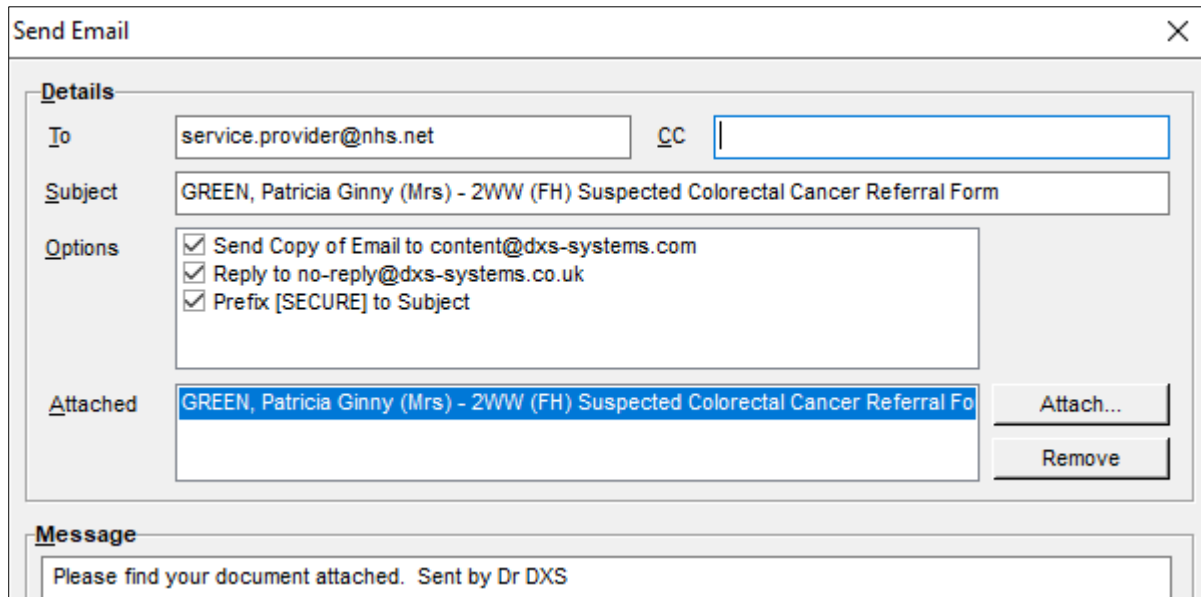 Send Email
Details
To service.provider@nhs.net CC
Subject GREEN, Patricia Ginny (Mrs) - 2WW (FH) Suspected Colorectal Cancer Referral Form
Options
Send Copy of Email to content@dxs-systems.com
Reply to no-reply@dxs-systems.co.uk
Prefix [SECURE] to Subject
Attached GREEN, Patricia Ginny (Mrs) - 2WW (FH) Suspected Colorectal Cancer Referral Fo
Attach...
Remove
Message
Please find your document attached.  Sent by Dr DXS